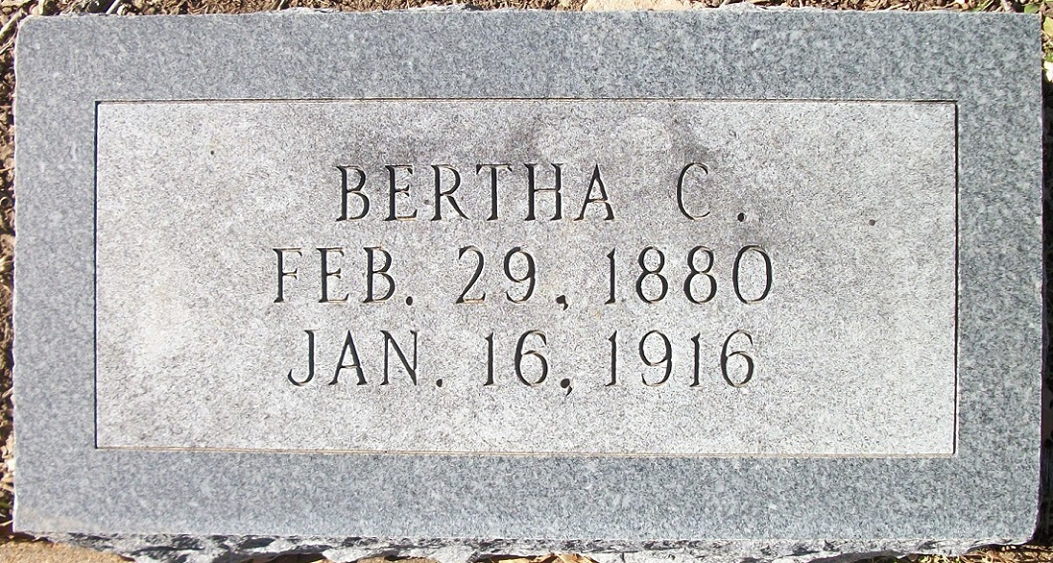 BERTHA C.
FEB. 29, 1880
JAN. 16, 1916